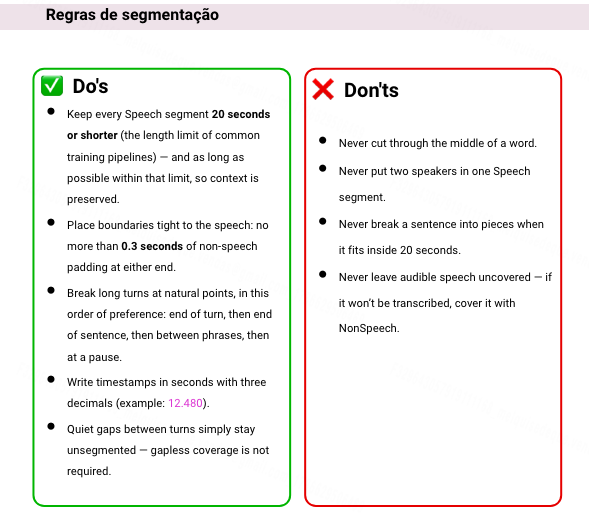 Regras de segmentação
✅ Do's
● Keep every Speech segment 20 seconds
or shorter (the length limit of common
training pipelines) — and as long as
possible within that limit, so context is
preserved.
● Place boundaries tight to the speech: no
more than 0.3 seconds of non-speech
padding at either end.
● Break long turns at natural points, in this
order of preference: end of turn, then end
of sentence, then between phrases, then
at a pause.
● Write timestamps in seconds with three
decimals (example: 12.480).
● Quiet gaps between turns simply stay
unsegmented — gapless coverage is not
required.
❌ Don'ts
● Never cut through the middle of a word.
● Never put two speakers in one Speech
segment.
● Never break a sentence into pieces when
it fits inside 20 seconds.
● Never leave audible speech uncovered — if
it won't be transcribed, cover it with
NonSpeech.